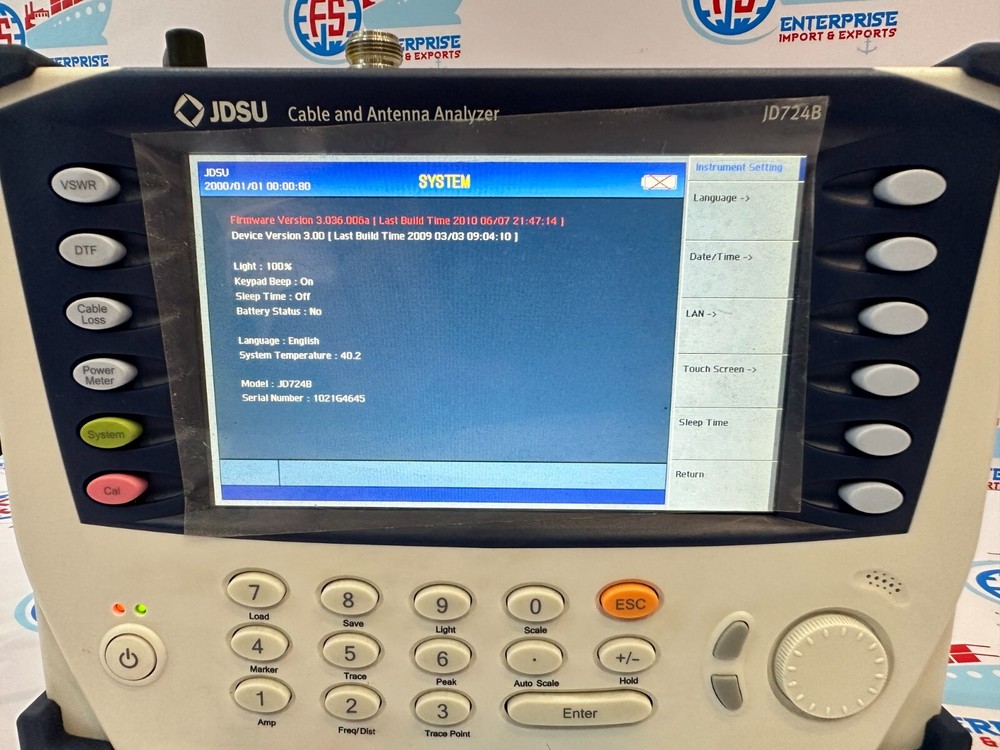 FS ENTERPRISE
IMPORT & EXPORTS
ENTERPRISE
IMPORT & EXPORTS
JDSU Cable and Antenna Analyzer JD724B
JDSU
2000/01/01 00:00:80
SYSTEM
Instrument Setting
Firmware Version 3.036.006a [ Last Build Time 2010 06/07 21:47:14 ]
Device Version 3.00 [ Last Build Time 2009 03/03 09:04:10 ]
Light : 100%
Keypad Beep : On
Sleep Time : Off
Battery Status : No
Language : English
System Temperature : 40.2
Model : JD724B
Serial Number : 1021G4645
Language ->
Date/Time ->
LAN ->
Touch Screen ->
Sleep Time
Return
VSWR
DTF
Cable
Loss
Power
Meter
System
Cal
7 8 9 0 ESC
Load Save Light Scale
4 5 6 . +/-
Marker Trace Peak Auto Scale Hold
1 2 3 Enter
Amp Freq/Dist Trace Point